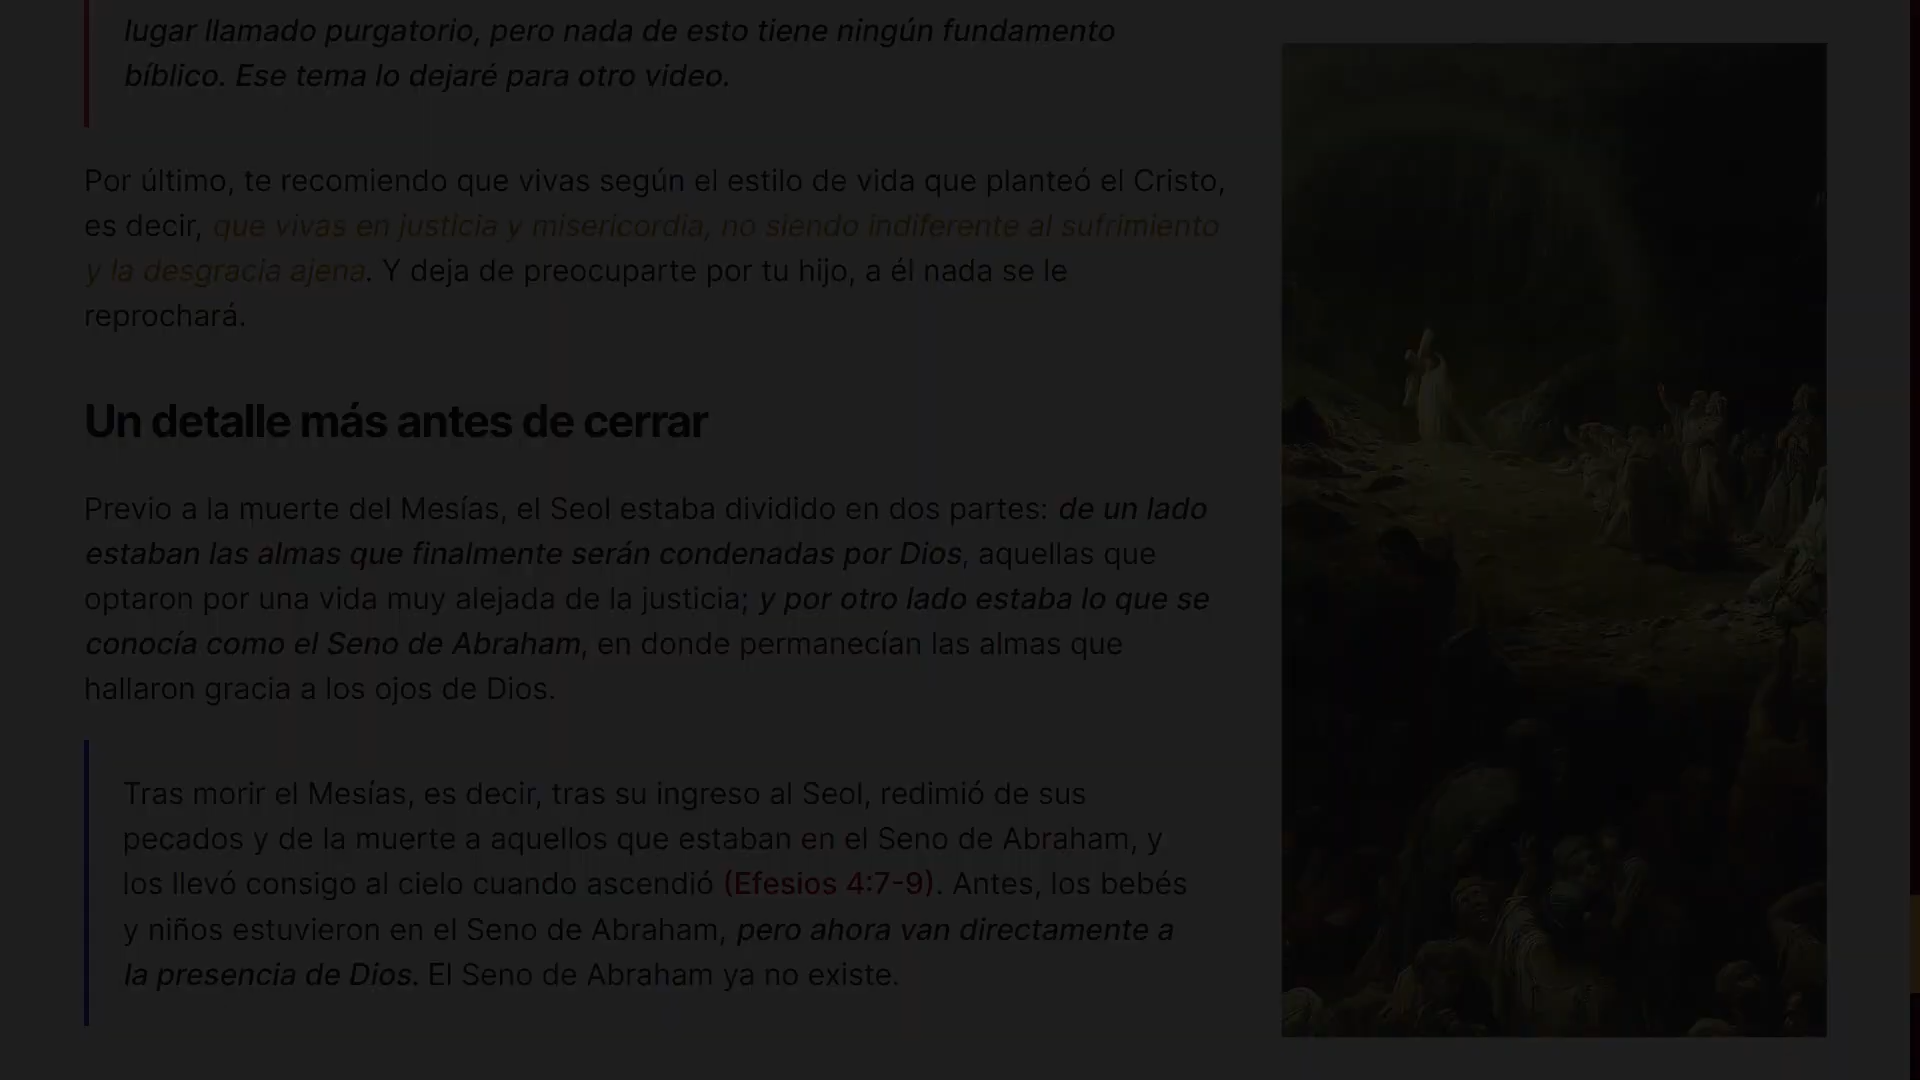 lugar llamado purgatorio, pero nada de esto tiene ningún fundamento
bíblico. Ese tema lo dejaré para otro video.
Por último, te recomiendo que vivas según el estilo de vida que planteó el Cristo,
es decir, que vivas en justicia y misericordia, no siendo indiferente al sufrimiento
y la desgracia ajena. Y deja de preocuparte por tu hijo, a él nada se le
reprochará.
Un detalle más antes de cerrar
Previo a la muerte del Mesías, el Seol estaba dividido en dos partes: de un lado
estaban las almas que finalmente serán condenadas por Dios, aquellas que
optaron por una vida muy alejada de la justicia; y por otro lado estaba lo que se
conocía como el Seno de Abraham, en donde permanecían las almas que
hallaron gracia a los ojos de Dios.
Tras morir el Mesías, es decir, tras su ingreso al Seol, redimió de sus
pecados y de la muerte a aquellos que estaban en el Seno de Abraham, y
los llevó consigo al cielo cuando ascendió (Efesios 4:7-9). Antes, los bebés
y niños estuvieron en el Seno de Abraham, pero ahora van directamente a
la presencia de Dios. El Seno de Abraham ya no existe.